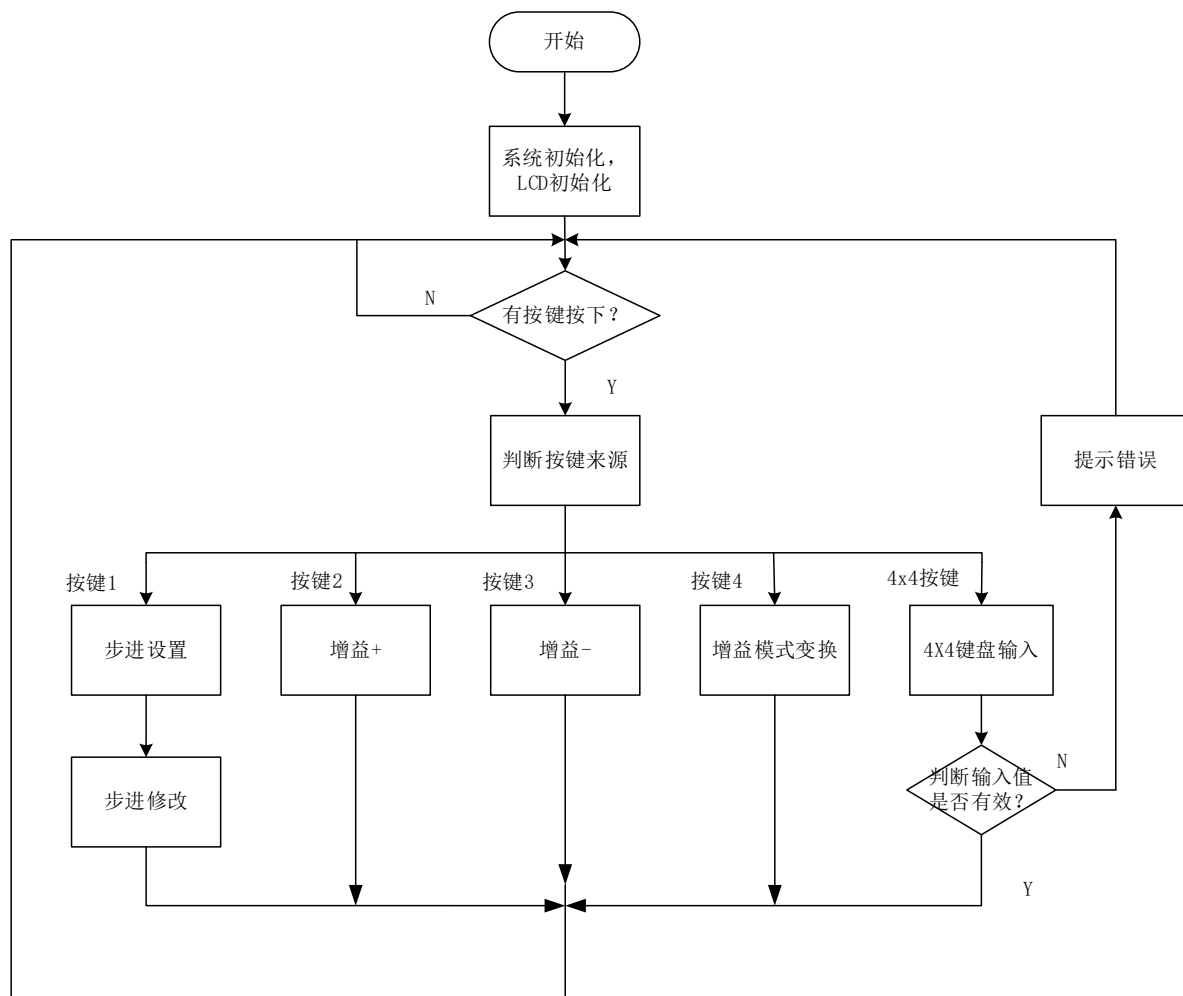 开始
系统初始化，
LCD初始化
N
有按键按下？
Y
判断按键来源
提示错误
按键1
按键2
按键3
按键4
4x4按键
步进设置
增益+
增益-
增益模式变换
4X4键盘输入
步进修改
判断输入值
是否有效？
N
Y